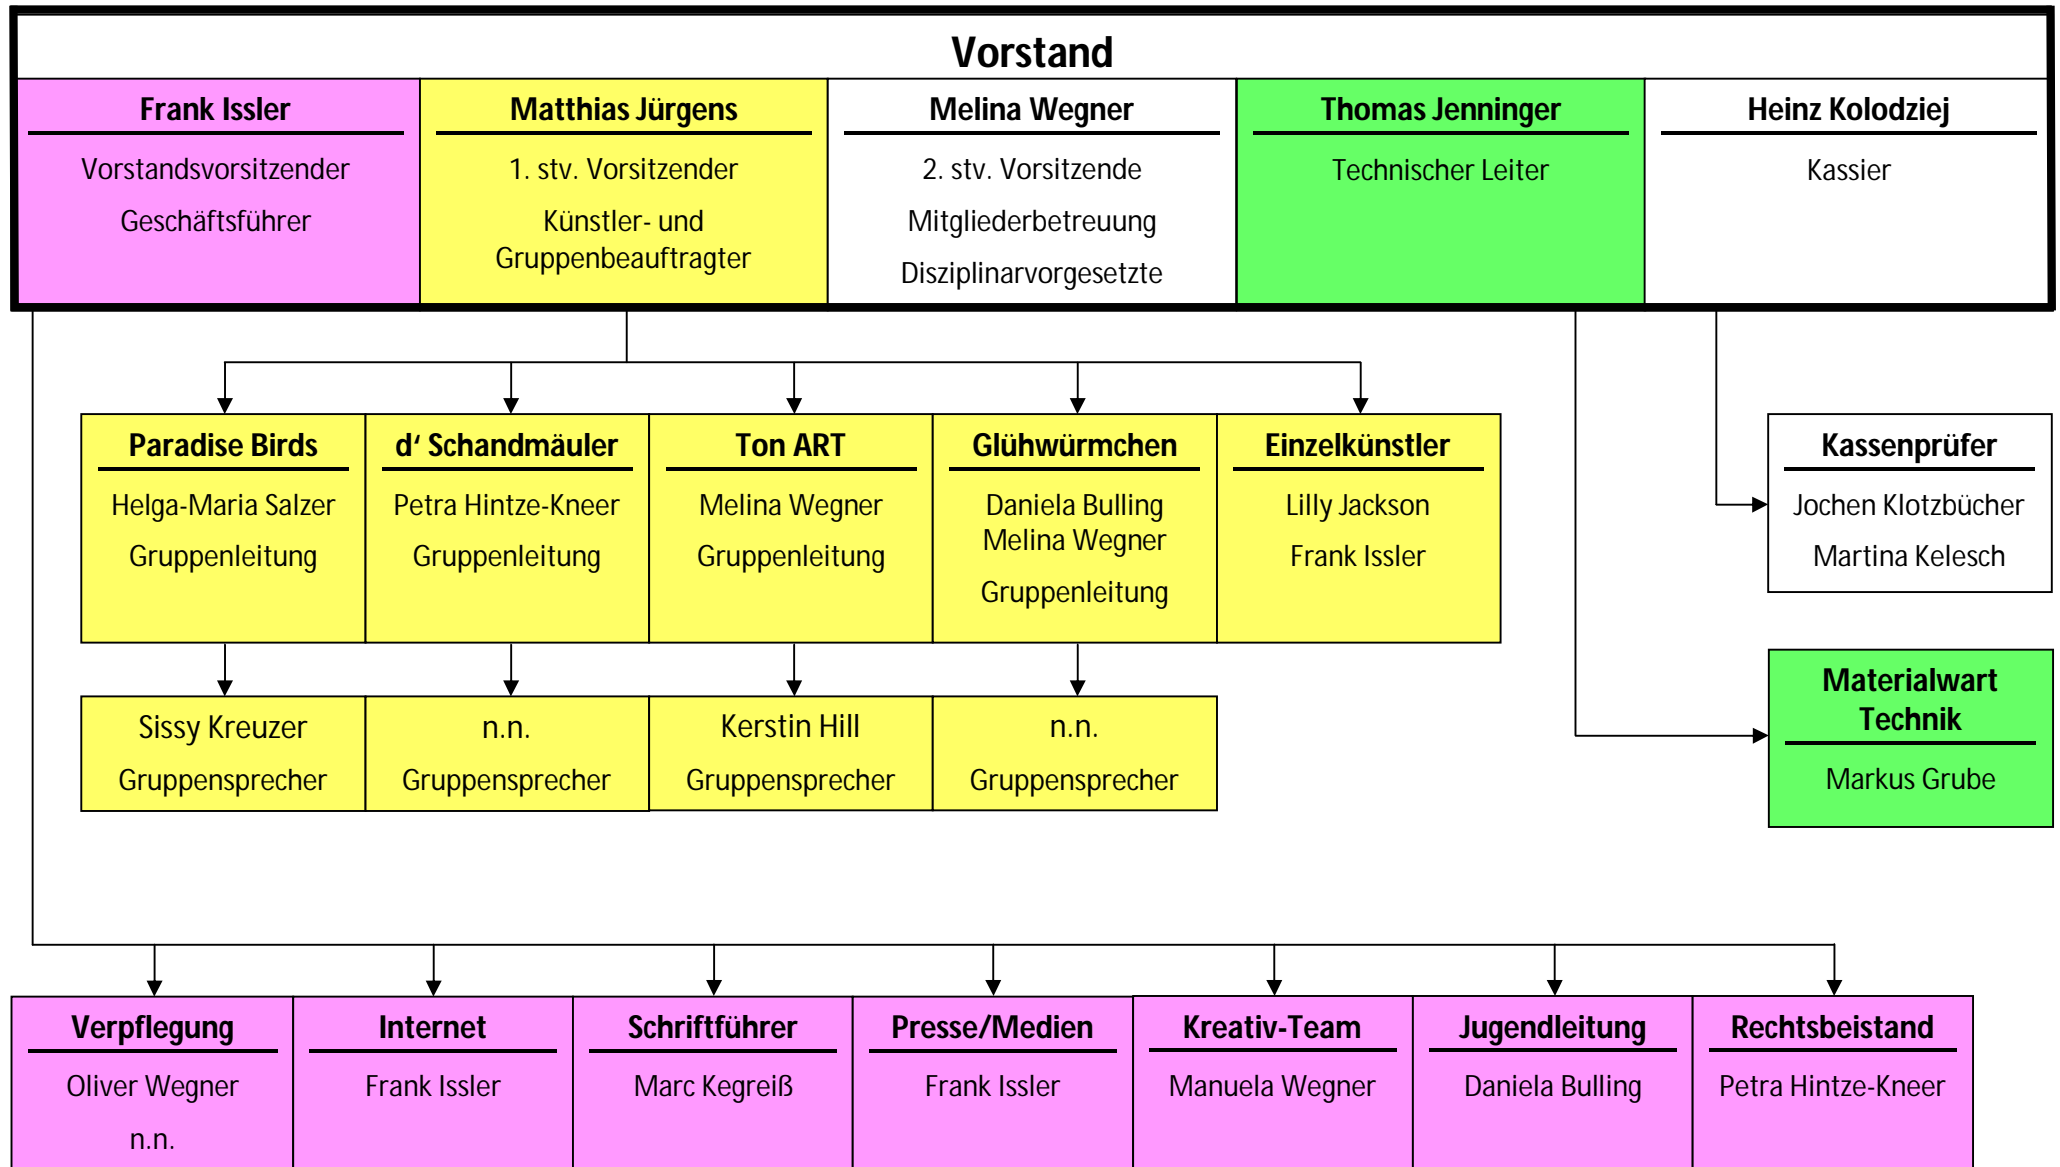 Vorstand
Frank Issler
Vorstandsvorsitzender
Geschäftsführer
Matthias Jürgens
1. stv. Vorsitzender
Künstler- und
Gruppenbeauftragter
Melina Wegner
2. stv. Vorsitzende
Mitgliederbetreuung
Disziplinarvorgesetzte
Thomas Jenninger
Technischer Leiter
Heinz Kolodziej
Kassier
Paradise Birds
Helga-Maria Salzer
Gruppenleitung
d‘ Schandmäuler
Petra Hintze-Kneer
Gruppenleitung
Ton ART
Melina Wegner
Gruppenleitung
Glühwürmchen
Daniela Bulling
Melina Wegner
Gruppenleitung
Einzelkünstler
Lilly Jackson
Frank Issler
Kassenprüfer
Jochen Klotzbücher
Martina Kelesch
Sissy Kreuzer
Gruppensprecher
n.n.
Gruppensprecher
Kerstin Hill
Gruppensprecher
n.n.
Gruppensprecher
Materialwart
Technik
Markus Grube
Verpflegung
Oliver Wegner
n.n.
Internet
Frank Issler
Schriftführer
Marc Kegreiß
Presse/Medien
Frank Issler
Kreativ-Team
Manuela Wegner
Jugendleitung
Daniela Bulling
Rechtsbeistand
Petra Hintze-Kneer